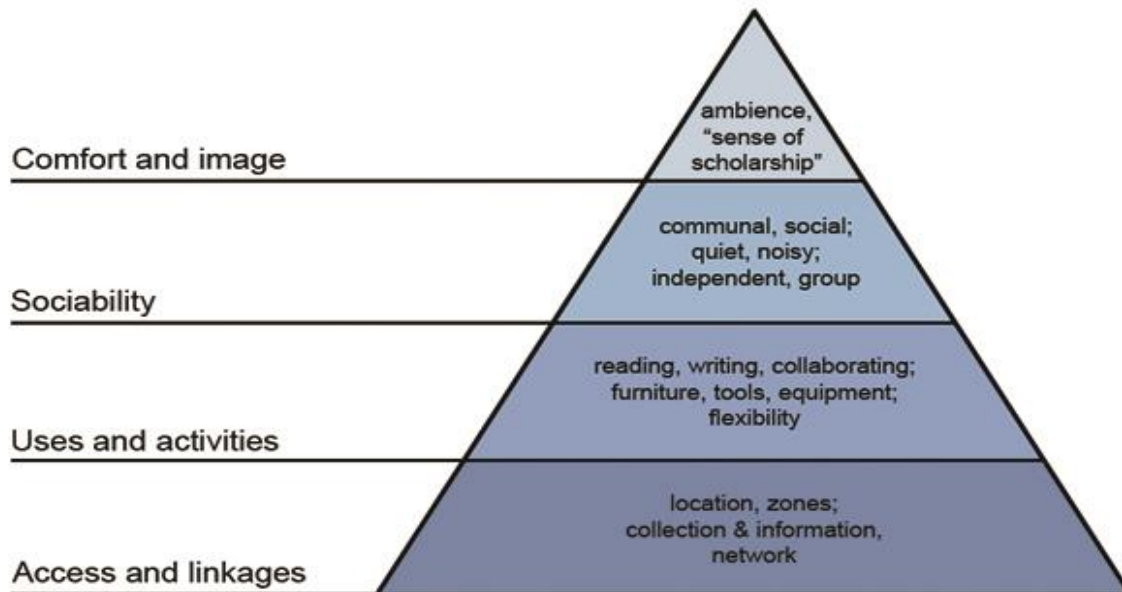 ambience,
“sense of
scholarship”
Comfort and image
communal, social;
quiet, noisy;
independent, group
Sociability
reading, writing, collaborating;
furniture, tools, equipment;
flexibility
Uses and activities
location, zones;
collection & information,
network
Access and linkages